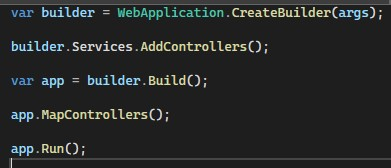 var builder = WebApplication.CreateBuilder(args);
builder.Services.AddControllers();
var app = builder.Build();
app.MapControllers();
app.Run();